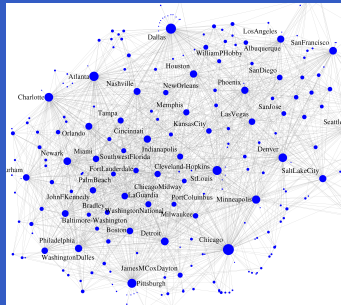 LosAngeles
Dallas
SanFrancisco
WilliamPHobby
Albuquerque
Houston
SanDiego
Atlanta
Nashville
Phoenix
NewOrleans
Charlotte
Memphis
SanJose
Tampa
LasVegas
KansasCity
Seattle
Orlando
Cincinati
Newark
Miami
Indianapolis
Denver
SouthwestFlorida
FortLauderdale
Cleveland-Hopkins
SaltLakeCity
PalmBeach
StLouis
ChicagoMidway
JohnFKennedy
LaGuardia
PortColumbus
Minneapolis
Bradley
WashingtonNational
Milwaukee
Baltimore-Washington
Boston
Philadelphia
Detroit
Chicago
WashingtonDulles
JamesMCoxDayton
Pittsburgh